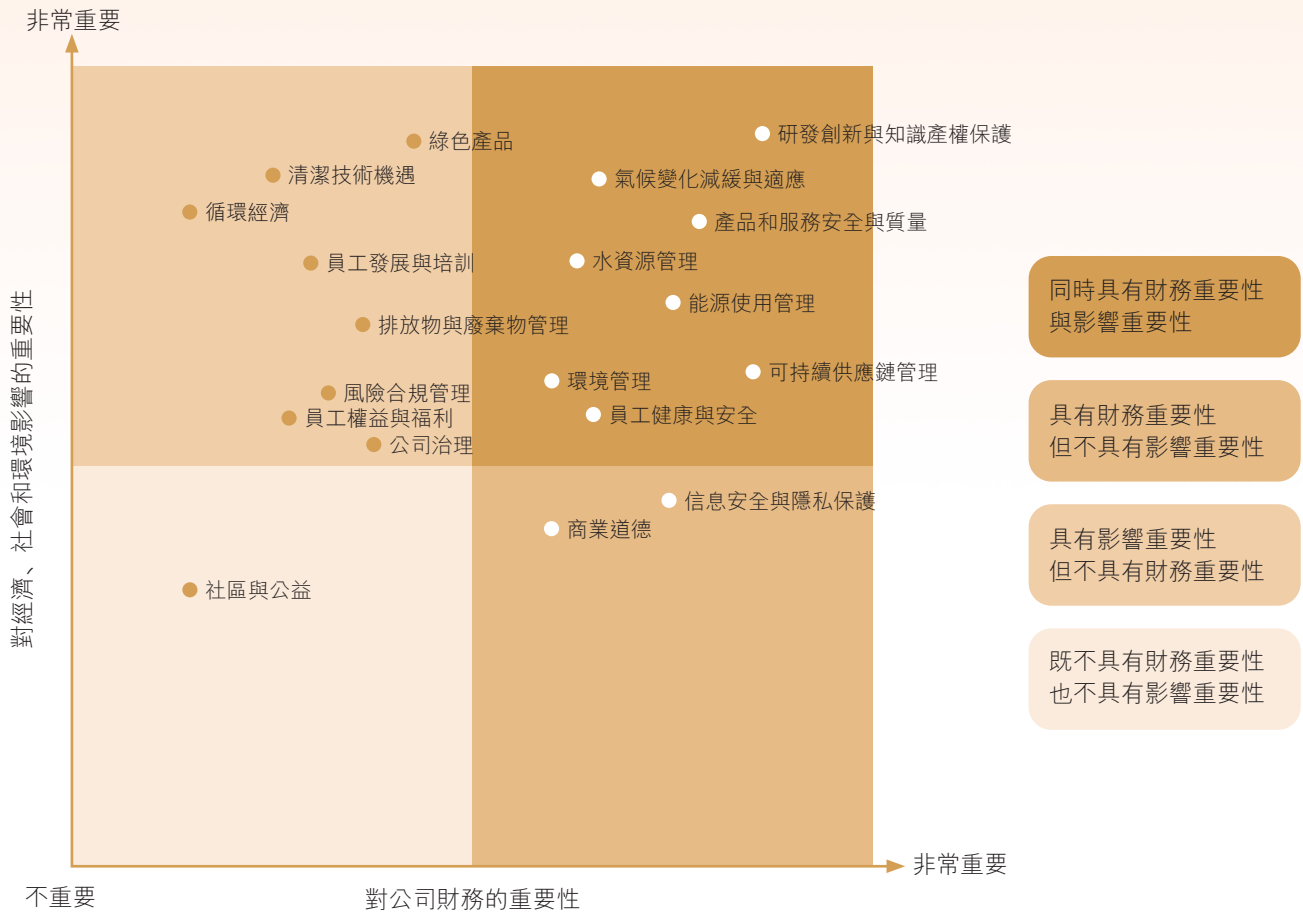 非常重要
研發創新與知識產權保護
綠色產品
清潔技術機遇
氣候變化減緩與適應
循環經濟
產品和服務安全與質量
員工發展與培訓
水資源管理
能源使用管理
排放物與廢棄物管理
環境管理
可持續供應鏈管理
風險合規管理
員工權益與福利
員工健康與安全
公司治理
信息安全與隱私保護
商業道德
社區與公益
對經濟、社會和環境影響的重要性
同時具有財務重要性
與影響重要性
具有財務重要性
但不具有影響重要性
具有影響重要性
但不具有財務重要性
既不具有財務重要性
也不具有影響重要性
非常重要
不重要
對公司財務的重要性